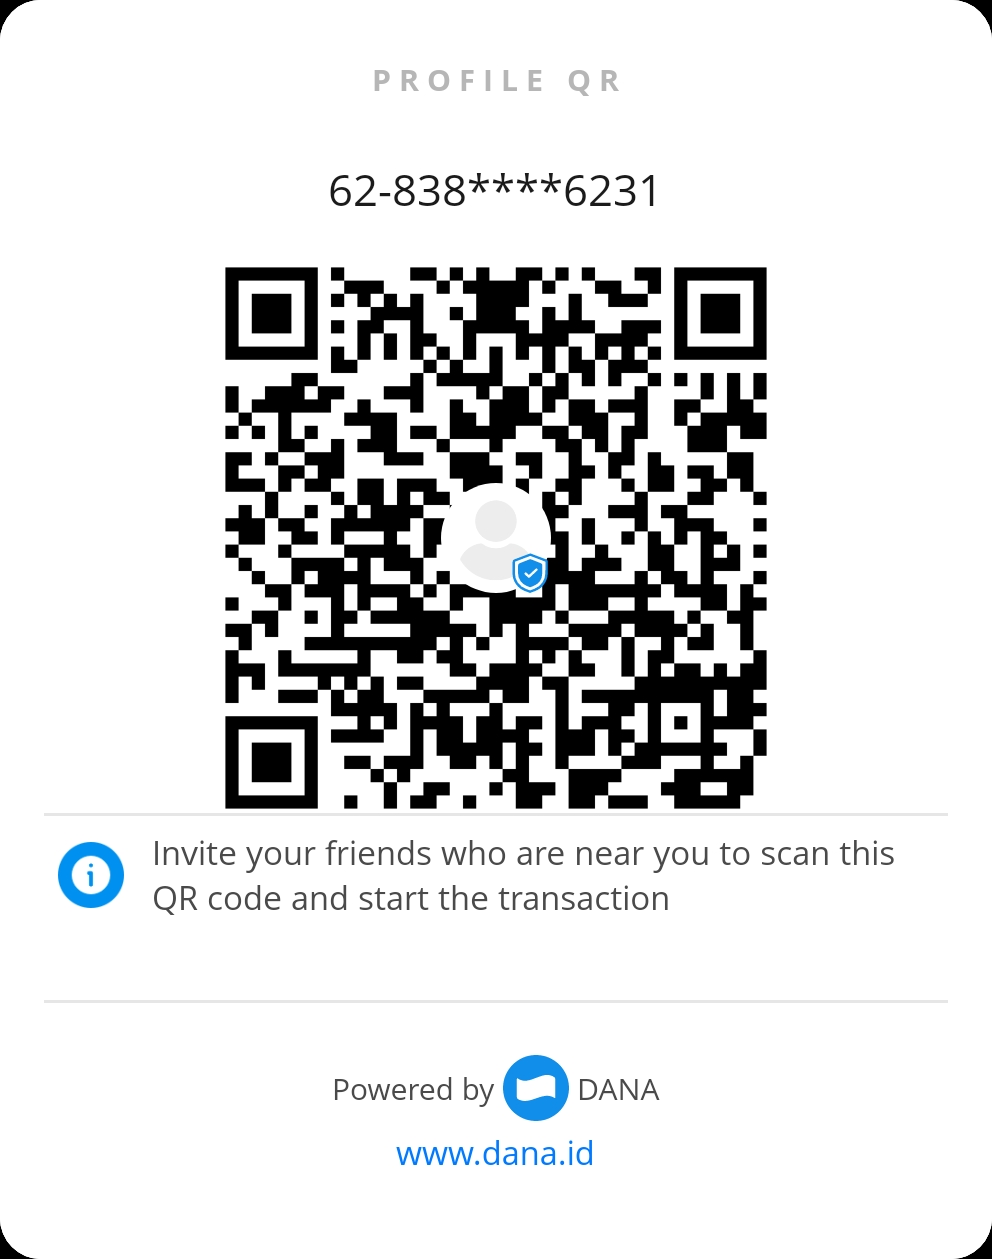 PROFILE QR
62-838****6231
Invite your friends who are near you to scan this
QR code and start the transaction
Powered by DANA
www.dana.id